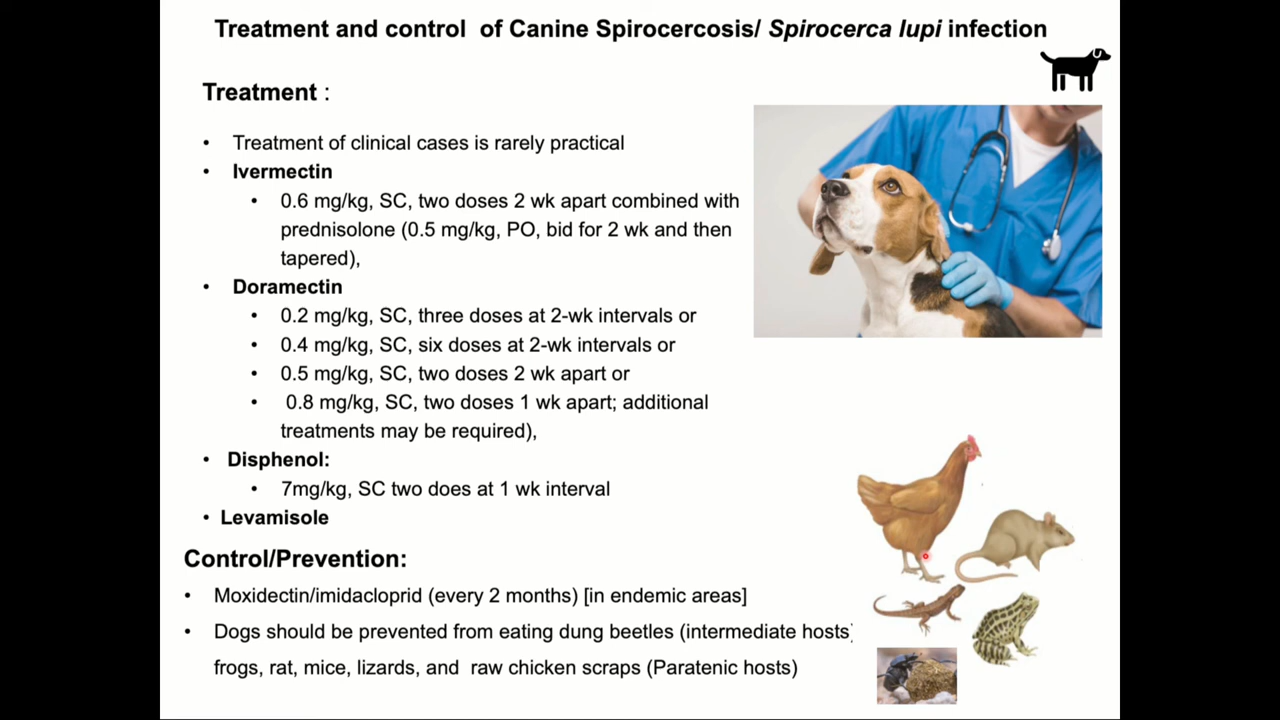 Treatment and control of Canine Spirocercosis/ Spirocerca lupi infection
Treatment :
• Treatment of clinical cases is rarely practical
• Ivermectin
• 0.6 mg/kg, SC, two doses 2 wk apart combined with
prednisolone (0.5 mg/kg, PO, bid for 2 wk and then
tapered),
• Doramectin
• 0.2 mg/kg, SC, three doses at 2-wk intervals or
• 0.4 mg/kg, SC, six doses at 2-wk intervals or
• 0.5 mg/kg, SC, two doses 2 wk apart or
• 0.8 mg/kg, SC, two doses 1 wk apart; additional
treatments may be required),
• Disphenol:
• 7mg/kg, SC two does at 1 wk interval
• Levamisole
Control/Prevention:
• Moxidectin/imidacloprid (every 2 months) [in endemic areas]
• Dogs should be prevented from eating dung beetles (intermediate hosts)
frogs, rat, mice, lizards, and raw chicken scraps (Paratenic hosts)